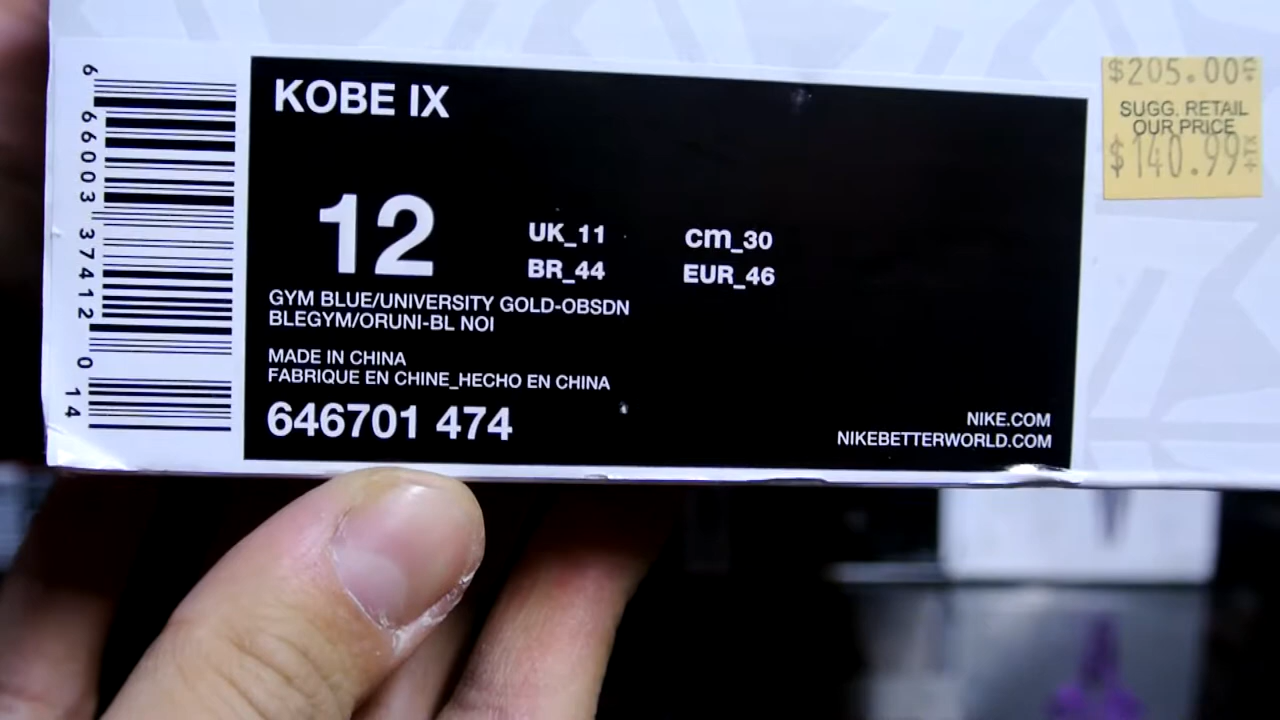 6 66003 37412 0 14
KOBE IX
12
UK_11 cm_30
BR_44 EUR_46
GYM BLUE/UNIVERSITY GOLD-OBSDN
BLEGYM/ORUNI-BL NOI
MADE IN CHINA
FABRIQUE EN CHINE_HECHO EN CHINA
646701 474
NIKE.COM
NIKEBETTERWORLD.COM
$205.00
SUGG. RETAIL
OUR PRICE
$140.99